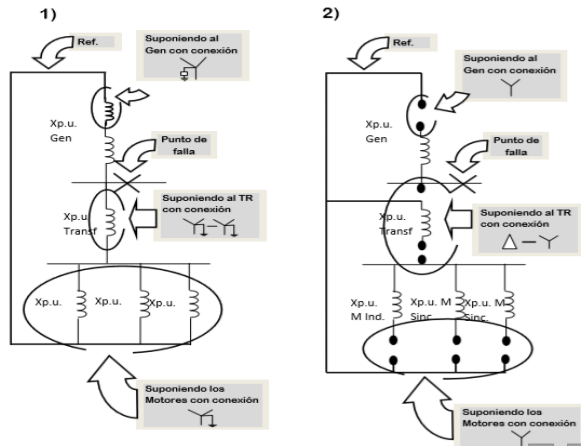 1)
Ref.
Suponiendo al
Gen con conexión
Xp.u.
Gen
Punto de
falla
Xp.u.
Transf
Suponiendo al TR
con conexión
Xp.u.
Xp.u.
Xp.u.
Suponiendo los
Motores con conexión
2)
Ref.
Suponiendo al
Gen con conexión
Xp.u.
Gen
Punto de
falla
Xp.u.
Transf
Suponiendo al TR
con conexión
Xp.u.
M Ind.
Xp.u. M
Sinc.
Xp.u. M
Sinc.
Suponiendo los
Motores con conexión